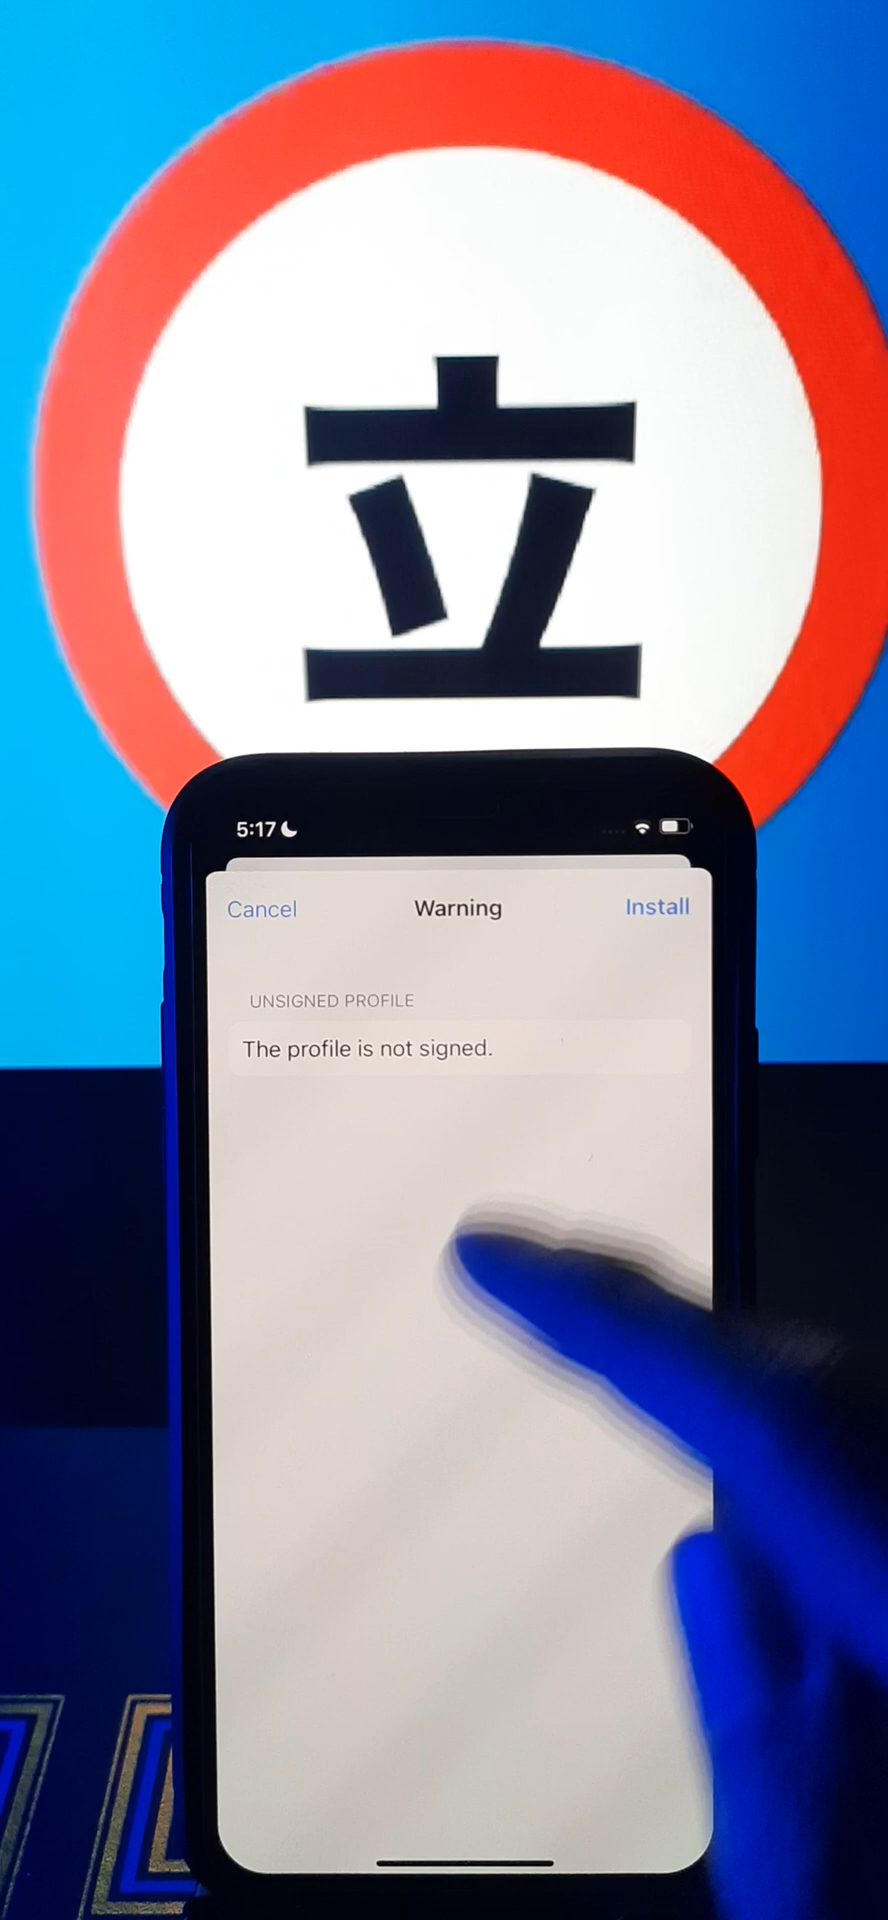 立
5:17
Cancel Warning Install
UNSIGNED PROFILE
The profile is not signed.